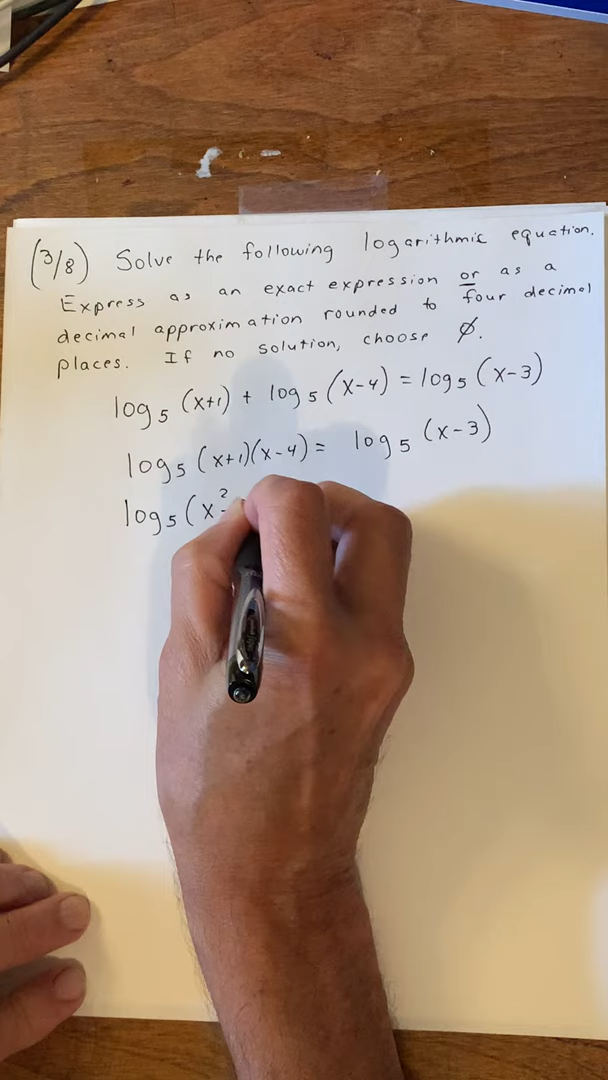 (3/8) Solve the following logarithmic equation.
Express as an exact expression or as a
decimal approximation rounded to four decimal
places. If no solution, choose Ø.
log₅ (x+1) + log₅ (x-4) = log₅ (x-3)
log₅ (x+1)(x-4) = log₅ (x-3)
log₅ (x²